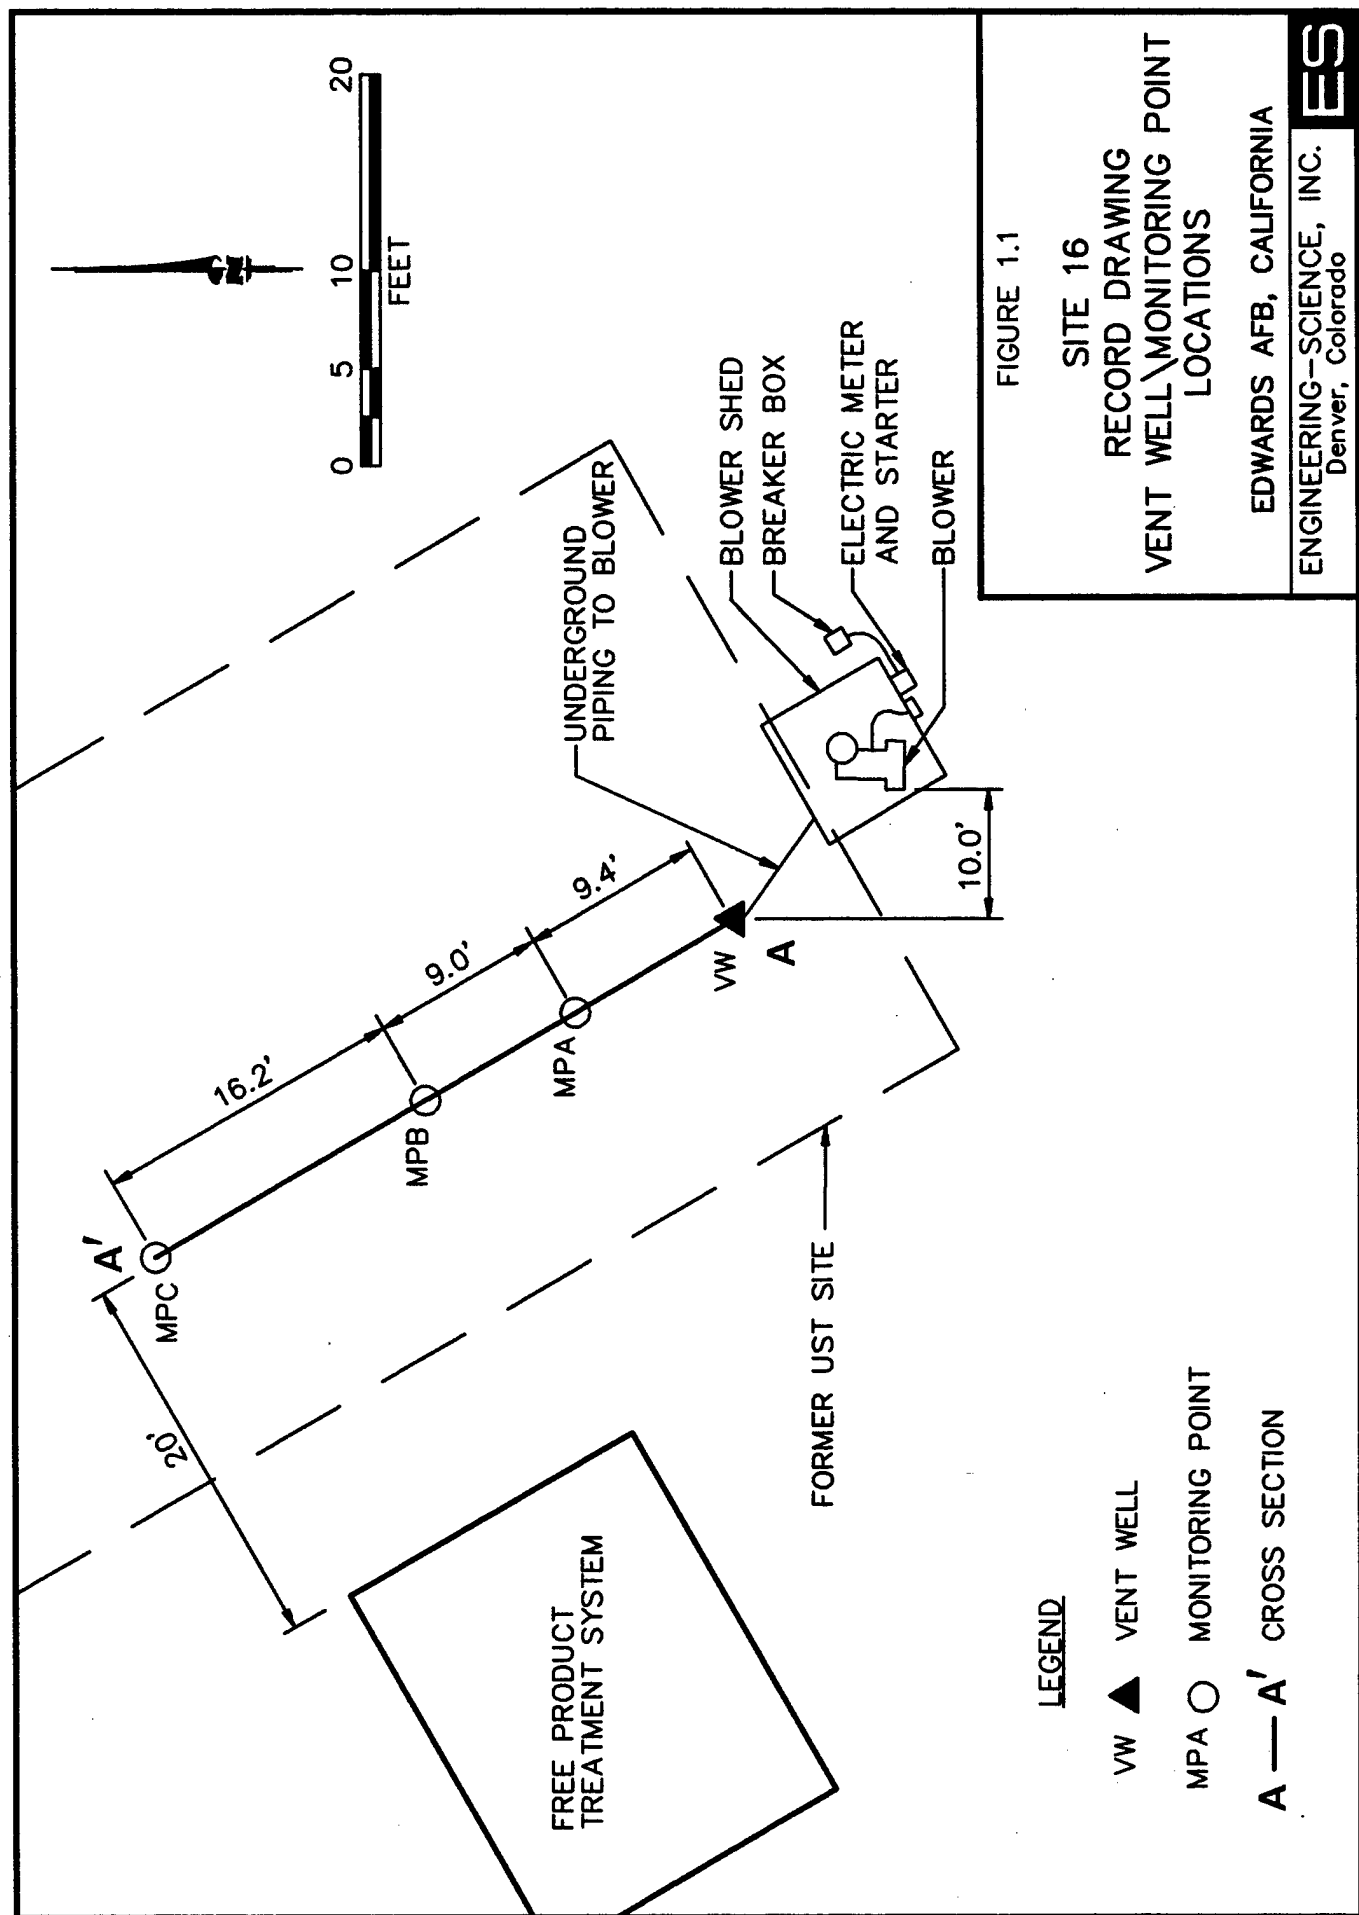 A'
MPC
16.2'
MPB
9.0'
MPA
9.4'
VW
A
20'
N
0 5 10 20
FEET
UNDERGROUND
PIPING TO BLOWER
BLOWER SHED
BREAKER BOX
ELECTRIC METER
AND STARTER
BLOWER
10.0'
FREE PRODUCT
TREATMENT SYSTEM
FORMER UST SITE
LEGEND
VW VENT WELL
MPA MONITORING POINT
A — A' CROSS SECTION
FIGURE 1.1
SITE 16
RECORD DRAWING
VENT WELL\MONITORING POINT
LOCATIONS
EDWARDS AFB, CALIFORNIA
ENGINEERING-SCIENCE, INC.
Denver, Colorado
ES